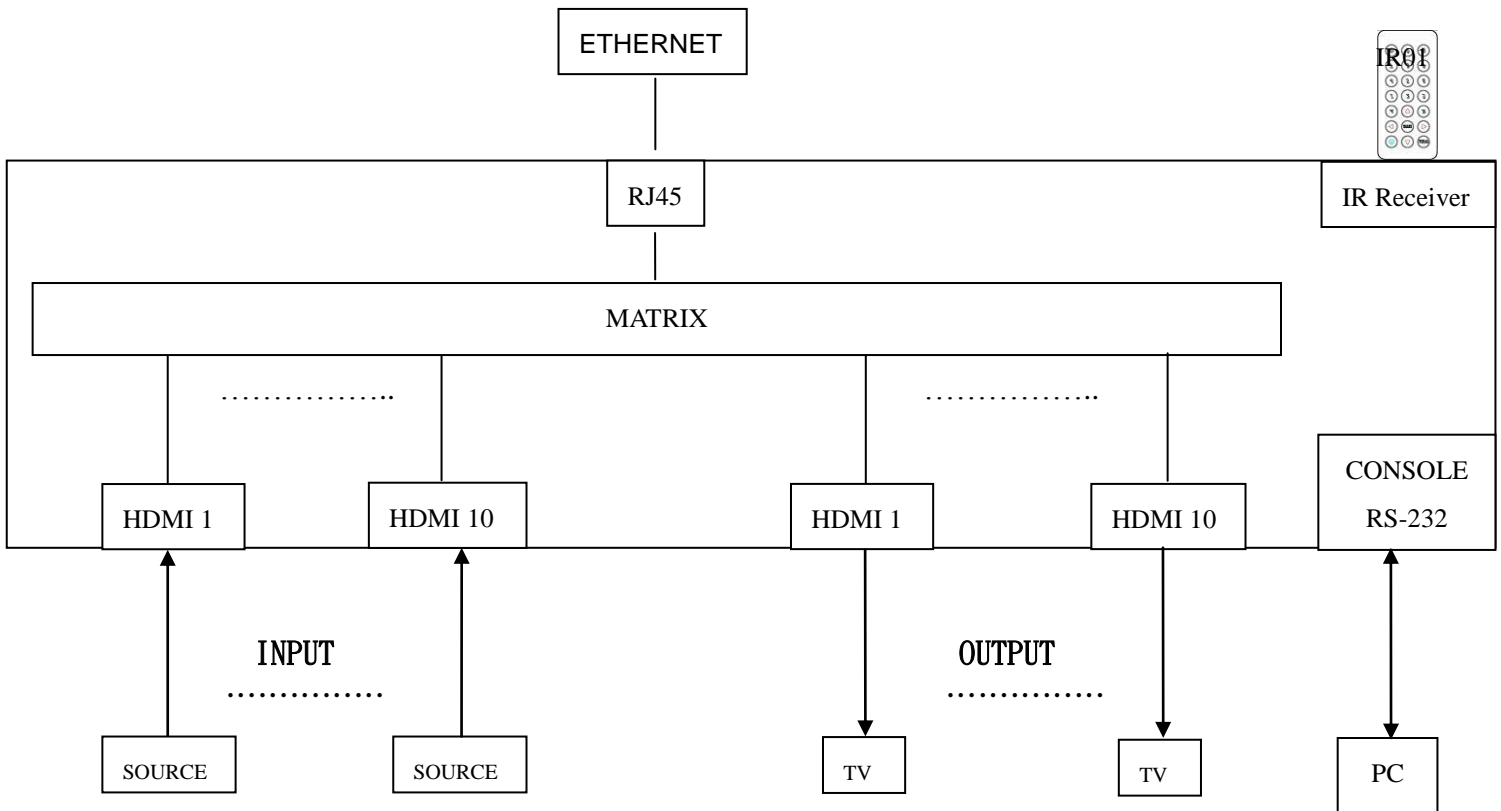 ETHERNET
IR01
RJ45
IR Receiver
MATRIX
................. .................
CONSOLE
RS-232
HDMI 1
HDMI 10
HDMI 1
HDMI 10
INPUT
OUTPUT
............... ...............
SOURCE
SOURCE
TV
TV
PC